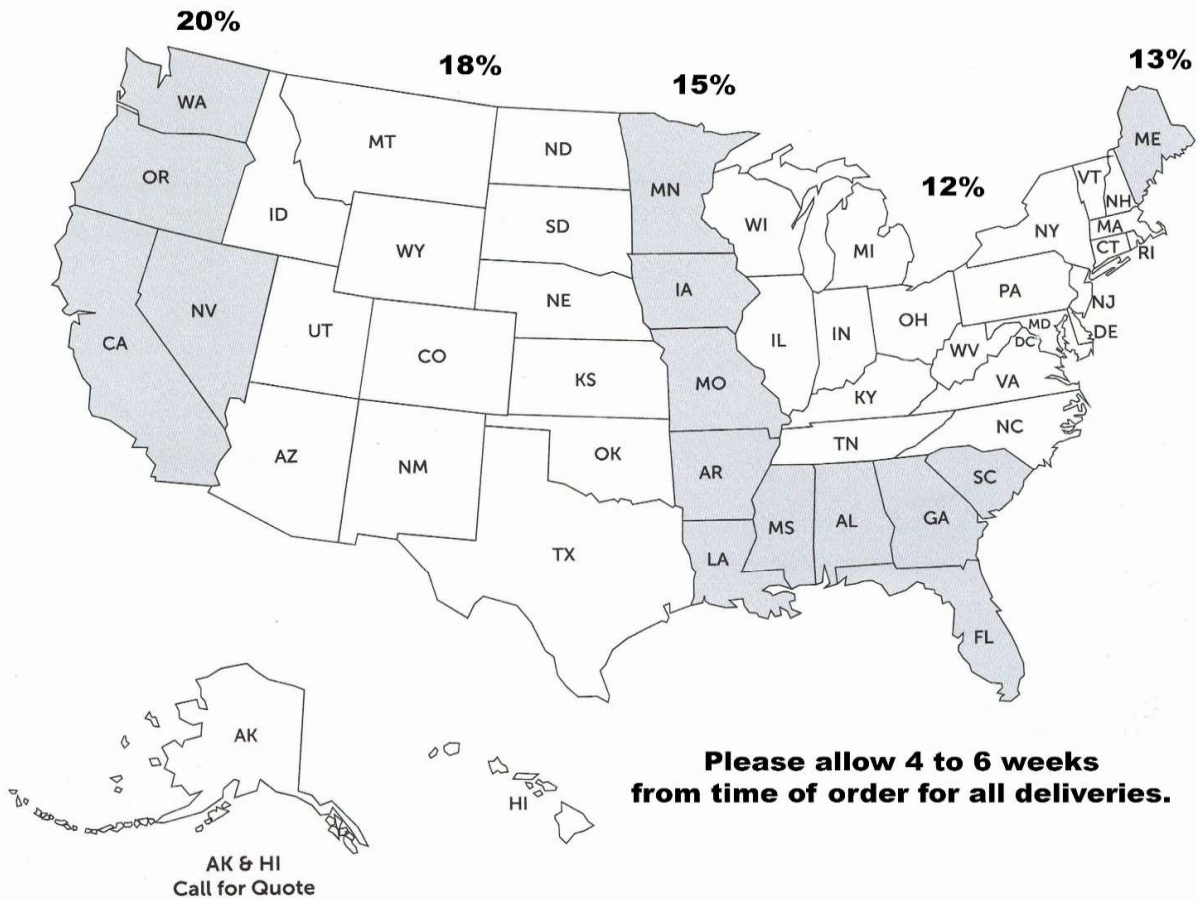 20%
18%
15%
13%
12%
WA
OR
CA
NV
ID
MT
WY
UT
CO
AZ
NM
ND
SD
NE
KS
OK
TX
MN
IA
MO
AR
LA
WI
IL
MI
IN
OH
KY
TN
MS
AL
GA
FL
SC
NC
VA
WV
DC
MD
DE
PA
NJ
NY
CT
RI
MA
VT
NH
ME
AK
HI
AK & HI
Call for Quote
Please allow 4 to 6 weeks
from time of order for all deliveries.